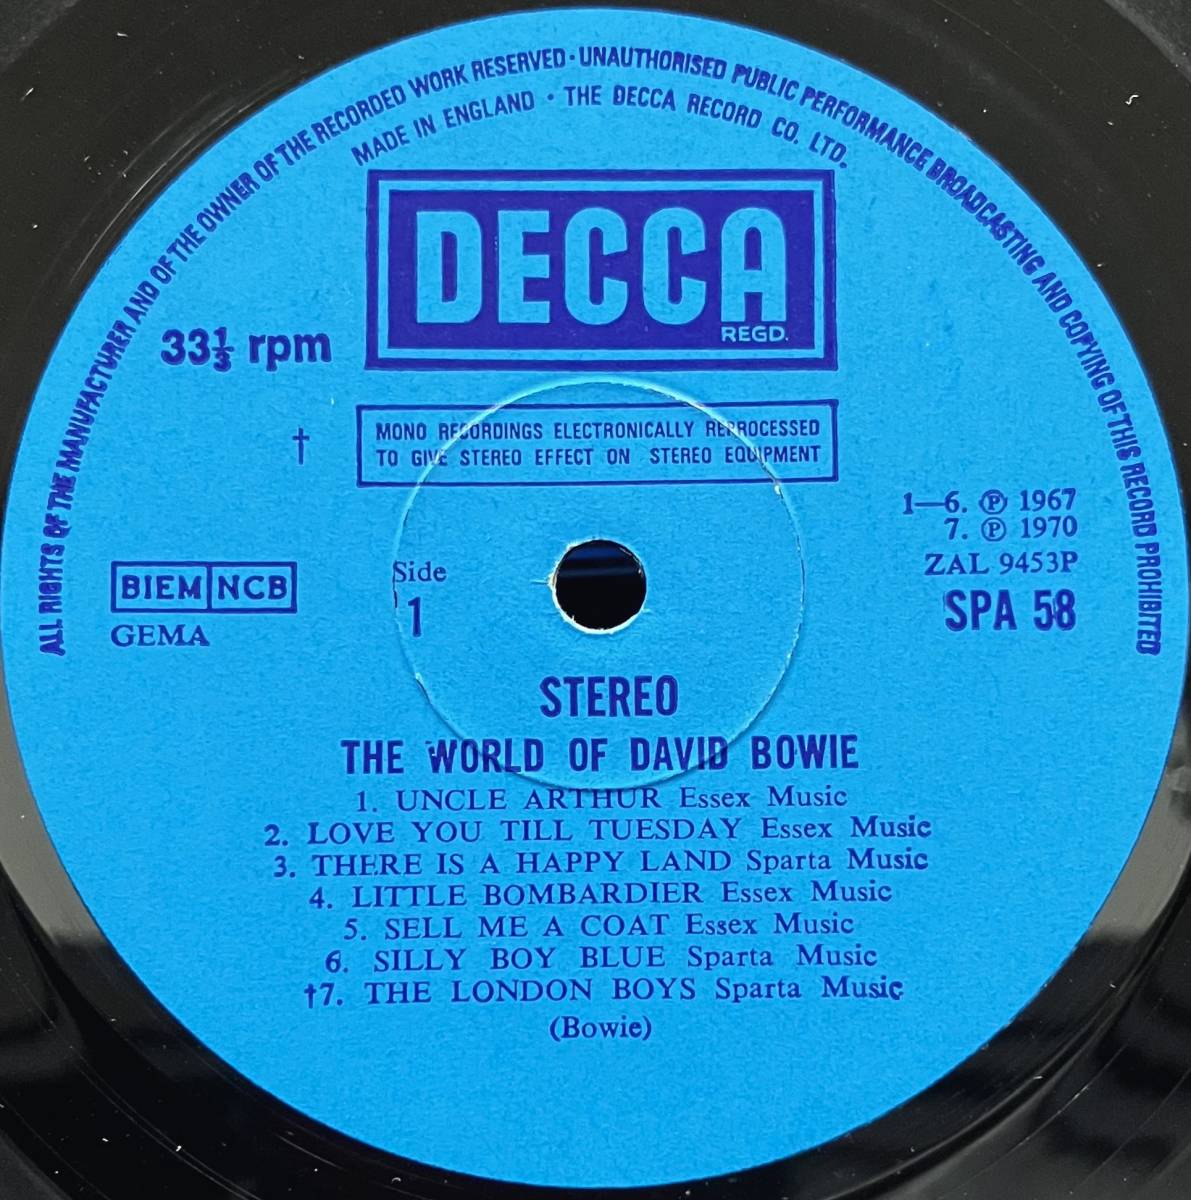 ALL RIGHTS OF THE MANUFACTURER AND OF THE OWNER OF THE RECORDED WORK RESERVED · UNAUTHORISED PUBLIC PERFORMANCE BROADCASTING AND COPYING OF THIS RECORD PROHIBITED
MADE IN ENGLAND · THE DECCA RECORD CO. LTD.
DECCA
REGD.
33⅓ rpm
†
MONO RECORDINGS ELECTRONICALLY REPROCESSED
TO GIVE STEREO EFFECT ON STEREO EQUIPMENT
1—6. ℗ 1967
7. ℗ 1970
ZAL 9453P
SPA 58
BIEM NCB
GEMA
Side
1
STEREO
THE WORLD OF DAVID BOWIE
1. UNCLE ARTHUR Essex Music
2. LOVE YOU TILL TUESDAY Essex Music
3. THERE IS A HAPPY LAND Sparta Music
4. LITTLE BOMBARDIER Essex Music
5. SELL ME A COAT Essex Music
6. SILLY BOY BLUE Sparta Music
†7. THE LONDON BOYS Sparta Music
(Bowie)